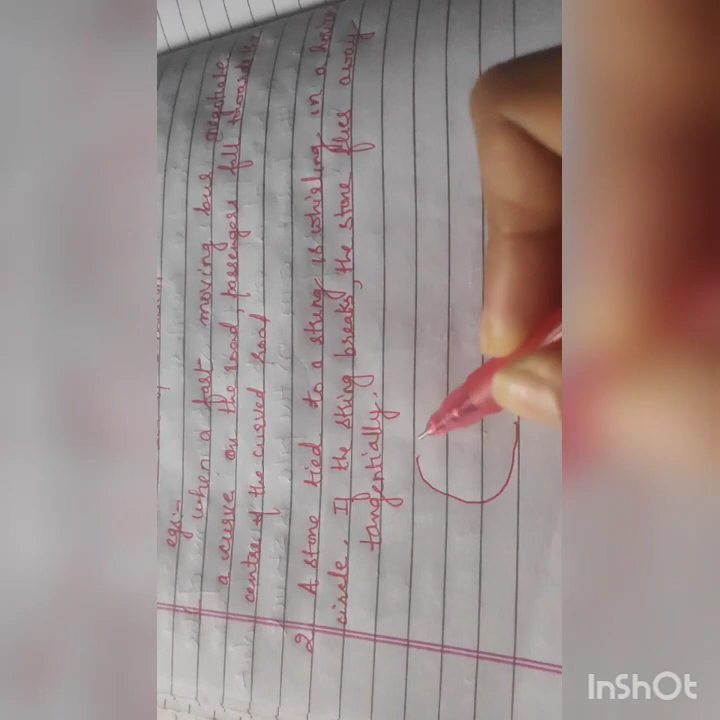 egs:-
1. when a fast moving bus negotiate
a curve on the road, passengers fall towards the
centre of the curved road
2. A stone tied to a string is whirling in a
circle. If the string breaks, the stone flies away
tangentially.
InShOt